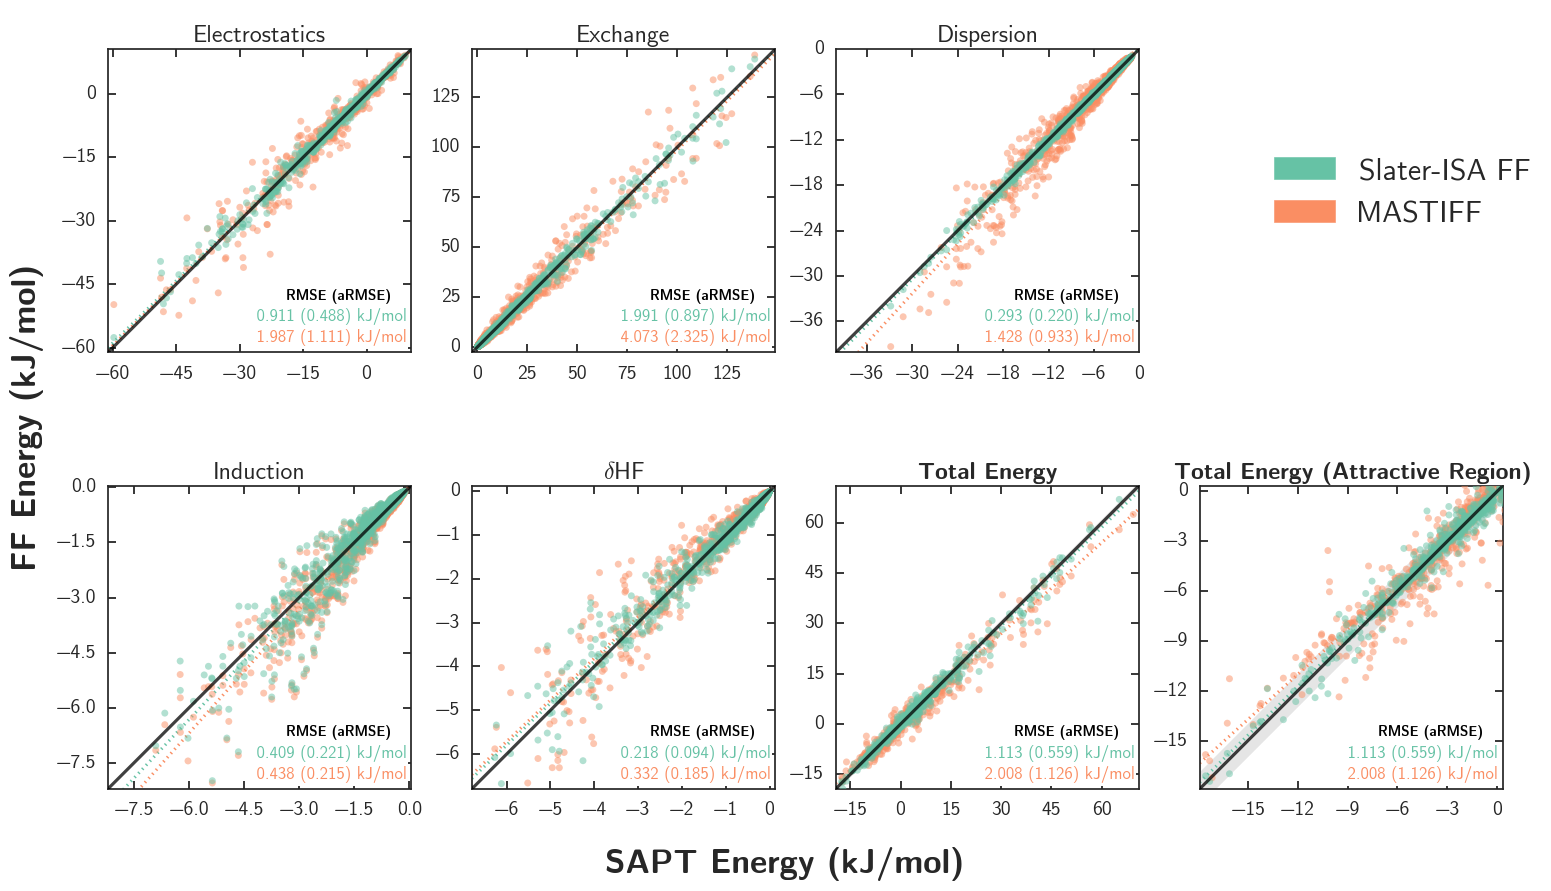 Electrostatics
0
−15
−30
−45
−60
−60 −45 −30 −15 0
RMSE (aRMSE)
0.911 (0.488) kJ/mol
1.987 (1.111) kJ/mol
Exchange
125
100
75
50
25
0
0 25 50 75 100 125
RMSE (aRMSE)
1.991 (0.897) kJ/mol
4.073 (2.325) kJ/mol
Dispersion
0
−6
−12
−18
−24
−30
−36
−36 −30 −24 −18 −12 −6 0
RMSE (aRMSE)
0.293 (0.220) kJ/mol
1.428 (0.933) kJ/mol
Slater-ISA FF
MASTIFF
FF Energy (kJ/mol)
Induction
0.0
−1.5
−3.0
−4.5
−6.0
−7.5
−7.5 −6.0 −4.5 −3.0 −1.5 0.0
RMSE (aRMSE)
0.409 (0.221) kJ/mol
0.438 (0.215) kJ/mol
δHF
0
−1
−2
−3
−4
−5
−6
−6 −5 −4 −3 −2 −1 0
RMSE (aRMSE)
0.218 (0.094) kJ/mol
0.332 (0.185) kJ/mol
Total Energy
60
45
30
15
0
−15
−15 0 15 30 45 60
RMSE (aRMSE)
1.113 (0.559) kJ/mol
2.008 (1.126) kJ/mol
Total Energy (Attractive Region)
0
−3
−6
−9
−12
−15
−15 −12 −9 −6 −3 0
RMSE (aRMSE)
1.113 (0.559) kJ/mol
2.008 (1.126) kJ/mol
SAPT Energy (kJ/mol)